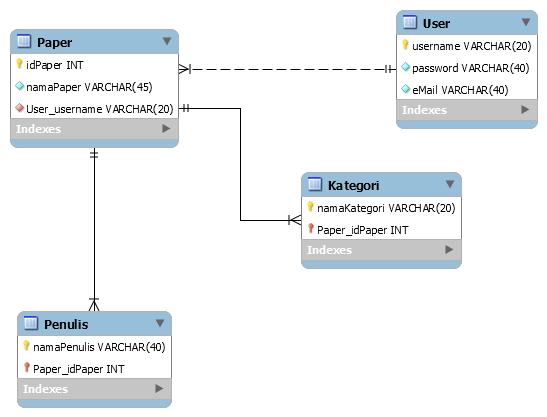 Paper
idPaper INT
namaPaper VARCHAR(45)
User_username VARCHAR(20)
Indexes
User
username VARCHAR(20)
password VARCHAR(40)
eMail VARCHAR(40)
Indexes
Kategori
namaKategori VARCHAR(20)
Paper_idPaper INT
Indexes
Penulis
namaPenulis VARCHAR(40)
Paper_idPaper INT
Indexes